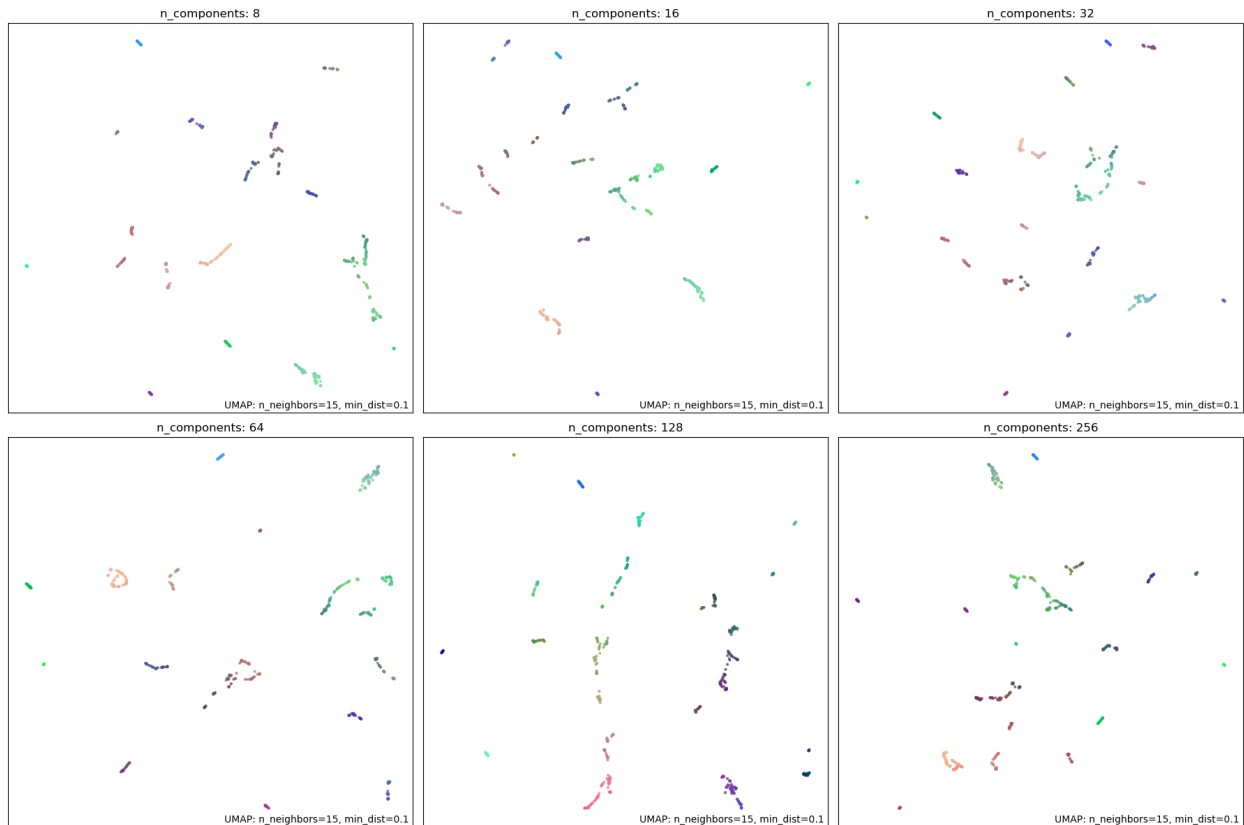 n_components: 8
n_components: 16
n_components: 32
UMAP: n_neighbors=15, min_dist=0.1
UMAP: n_neighbors=15, min_dist=0.1
UMAP: n_neighbors=15, min_dist=0.1
n_components: 64
n_components: 128
n_components: 256
UMAP: n_neighbors=15, min_dist=0.1
UMAP: n_neighbors=15, min_dist=0.1
UMAP: n_neighbors=15, min_dist=0.1